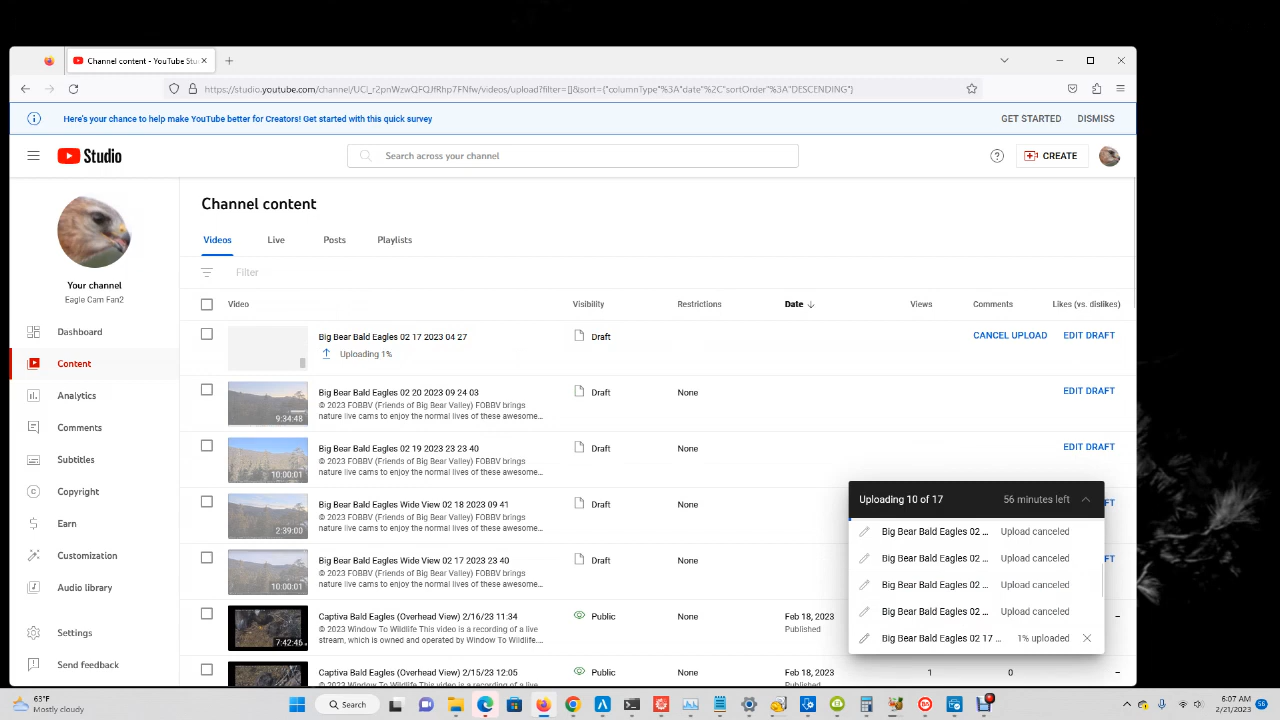 Channel content - YouTube Stu
https://studio.youtube.com/channel/UCI_r2pnWzwQFQJfRhp7FNfw/videos/upload?filter=[]&sort={"columnType"%3A"date"%2C"sortOrder"%3A"DESCENDING"}
Here's your chance to help make YouTube better for Creators! Get started with this quick survey
GET STARTED
DISMISS
Studio
Search across your channel
CREATE
Your channel
Eagle Cam Fan2
Dashboard
Content
Analytics
Comments
Subtitles
Copyright
Earn
Customization
Audio library
Settings
Send feedback
Channel content
Videos
Live
Posts
Playlists
Filter
Video
Visibility
Restrictions
Date
Views
Comments
Likes (vs. dislikes)
Big Bear Bald Eagles 02 17 2023 04 27
Uploading 1%
Draft
CANCEL UPLOAD
EDIT DRAFT
9:34:48
Big Bear Bald Eagles 02 20 2023 09 24 03
© 2023 FOBBV (Friends of Big Bear Valley) FOBBV brings
nature live cams to enjoy the normal lives of these awesome...
Draft
None
EDIT DRAFT
10:00:01
Big Bear Bald Eagles 02 19 2023 23 23 40
© 2023 FOBBV (Friends of Big Bear Valley) FOBBV brings
nature live cams to enjoy the normal lives of these awesome...
Draft
None
EDIT DRAFT
2:39:00
Big Bear Bald Eagles Wide View 02 18 2023 09 41
© 2023 FOBBV (Friends of Big Bear Valley) FOBBV brings
nature live cams to enjoy the normal lives of these awesome...
Draft
None
10:00:01
Big Bear Bald Eagles Wide View 02 17 2023 23 40
© 2023 FOBBV (Friends of Big Bear Valley) FOBBV brings
nature live cams to enjoy the normal lives of these awesome...
Draft
None
7:42:46
Captiva Bald Eagles (Overhead View) 2/16/23 11:34
© 2023 Window To Wildlife This video is a recording of a live
stream, which is owned and operated by Window To Wildlife.
Public
None
Feb 18, 2023
Published
–
Captiva Bald Eagles (Overhead View) 2/15/23 12:05
© 2023 Window To Wildlife This video is a recording of a live
Public
None
Feb 18, 2023
1
0
–
Uploading 10 of 17
56 minutes left
Big Bear Bald Eagles 02 ... Upload canceled
Big Bear Bald Eagles 02 ... Upload canceled
Big Bear Bald Eagles 02 ... Upload canceled
Big Bear Bald Eagles 02 ... Upload canceled
Big Bear Bald Eagles 02 17 ... 1% uploaded
63°F
Mostly cloudy
Search
6:07 AM
2/21/2023